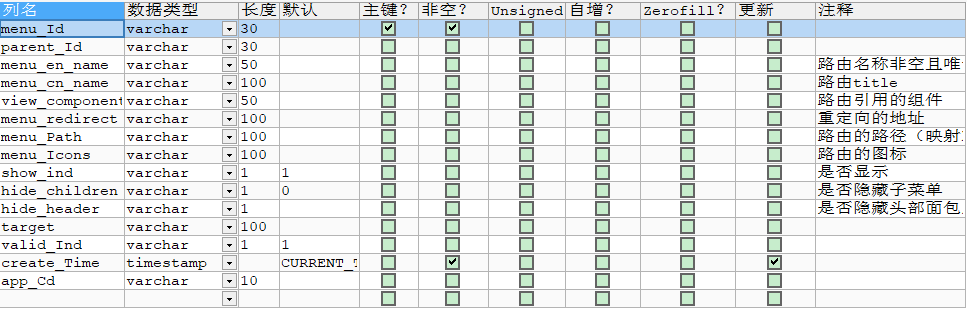 列名 数据类型 长度 默认 主键? 非空? Unsigned 自增? Zerofill? 更新 注释
menu_Id varchar 30
parent_Id varchar 30
menu_en_name varchar 50 路由名称非空且唯
menu_cn_name varchar 100 路由title
view_component varchar 50 路由引用的组件
menu_redirect varchar 100 重定向的地址
menu_Path varchar 100 路由的路径（映射
menu_Icons varchar 100 路由的图标
show_ind varchar 1 1 是否显示
hide_children varchar 1 0 是否隐藏子菜单
hide_header varchar 1 是否隐藏头部面包
target varchar 100
valid_Ind varchar 1 1
create_Time timestamp CURRENT_T
app_Cd varchar 10